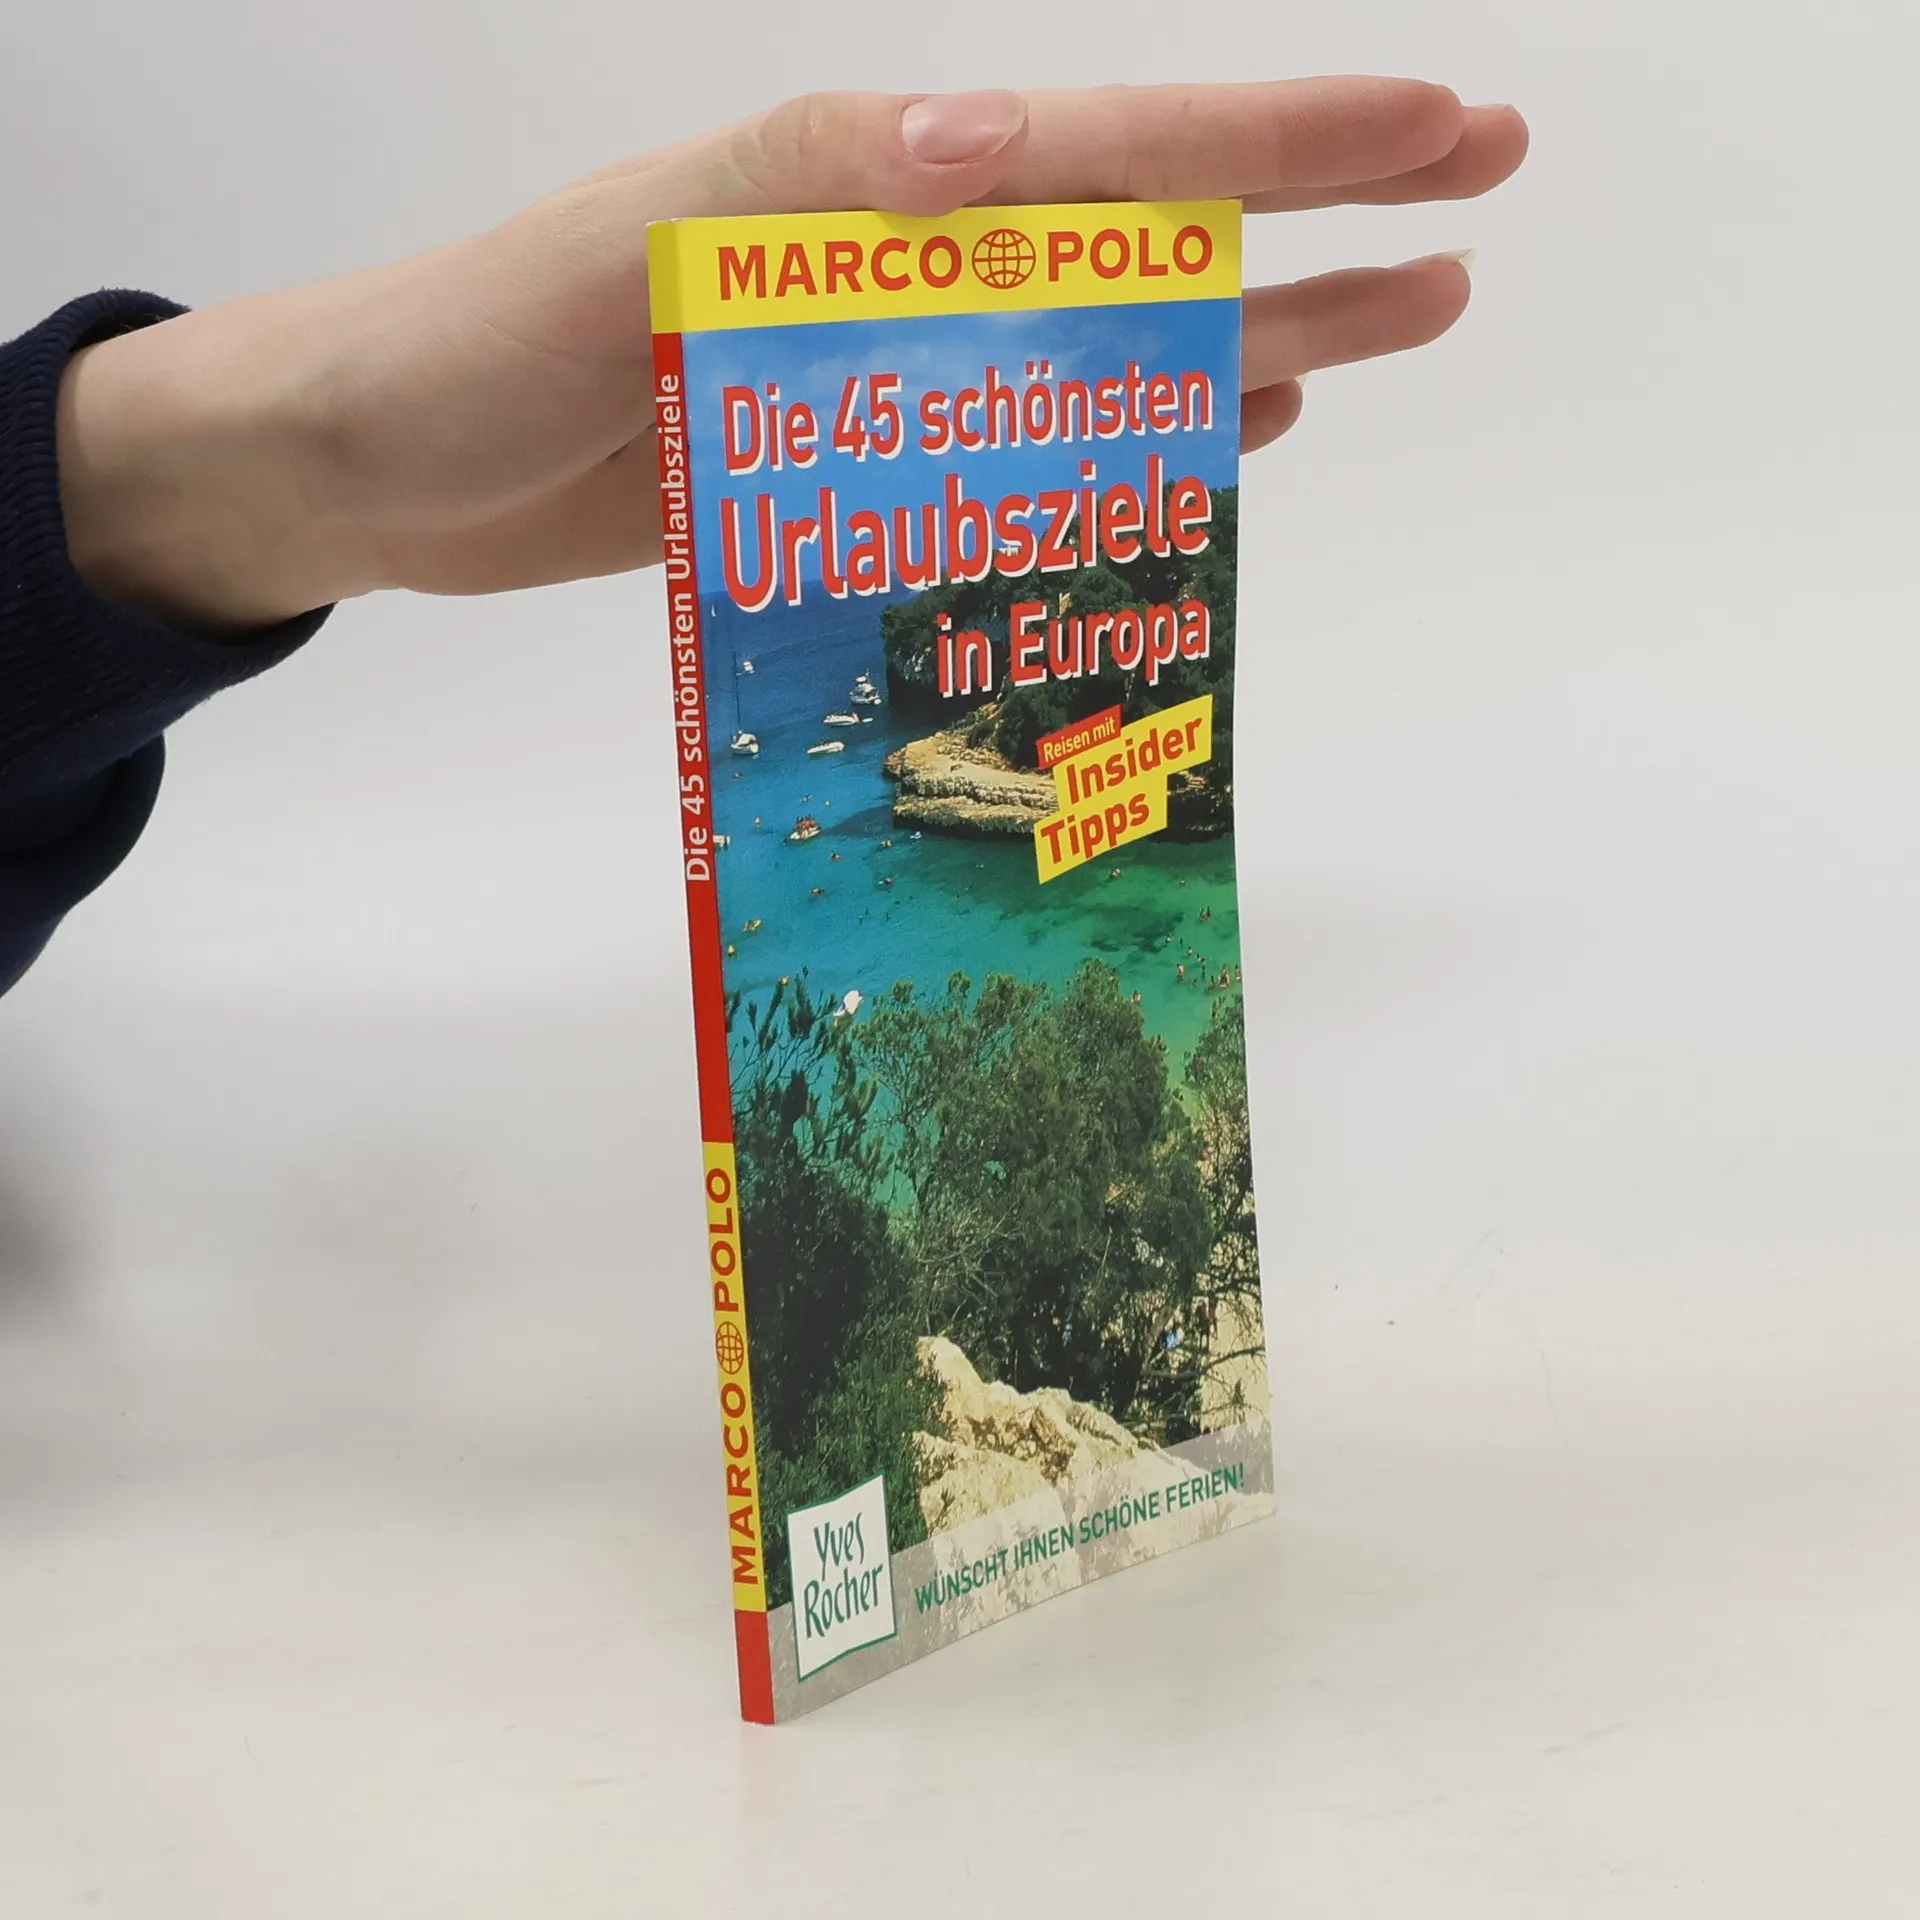 MARCO POLO
Die 45 schönsten
Urlaubsziele
in Europa
Reisen mit
Insider
Tipps
Yves
Rocher
WÜNSCHT IHNEN SCHÖNE FERIEN!
Die 45 schönsten Urlaubsziele
MARCO POLO